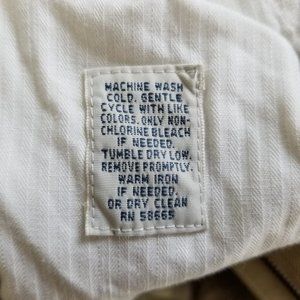 MACHINE WASH
COLD. GENTLE
CYCLE WITH LIKE
COLORS. ONLY NON-
CHLORINE BLEACH
IF NEEDED.
TUMBLE DRY LOW.
REMOVE PROMPTLY.
WARM IRON
IF NEEDED.
OR DRY CLEAN
RN 58665